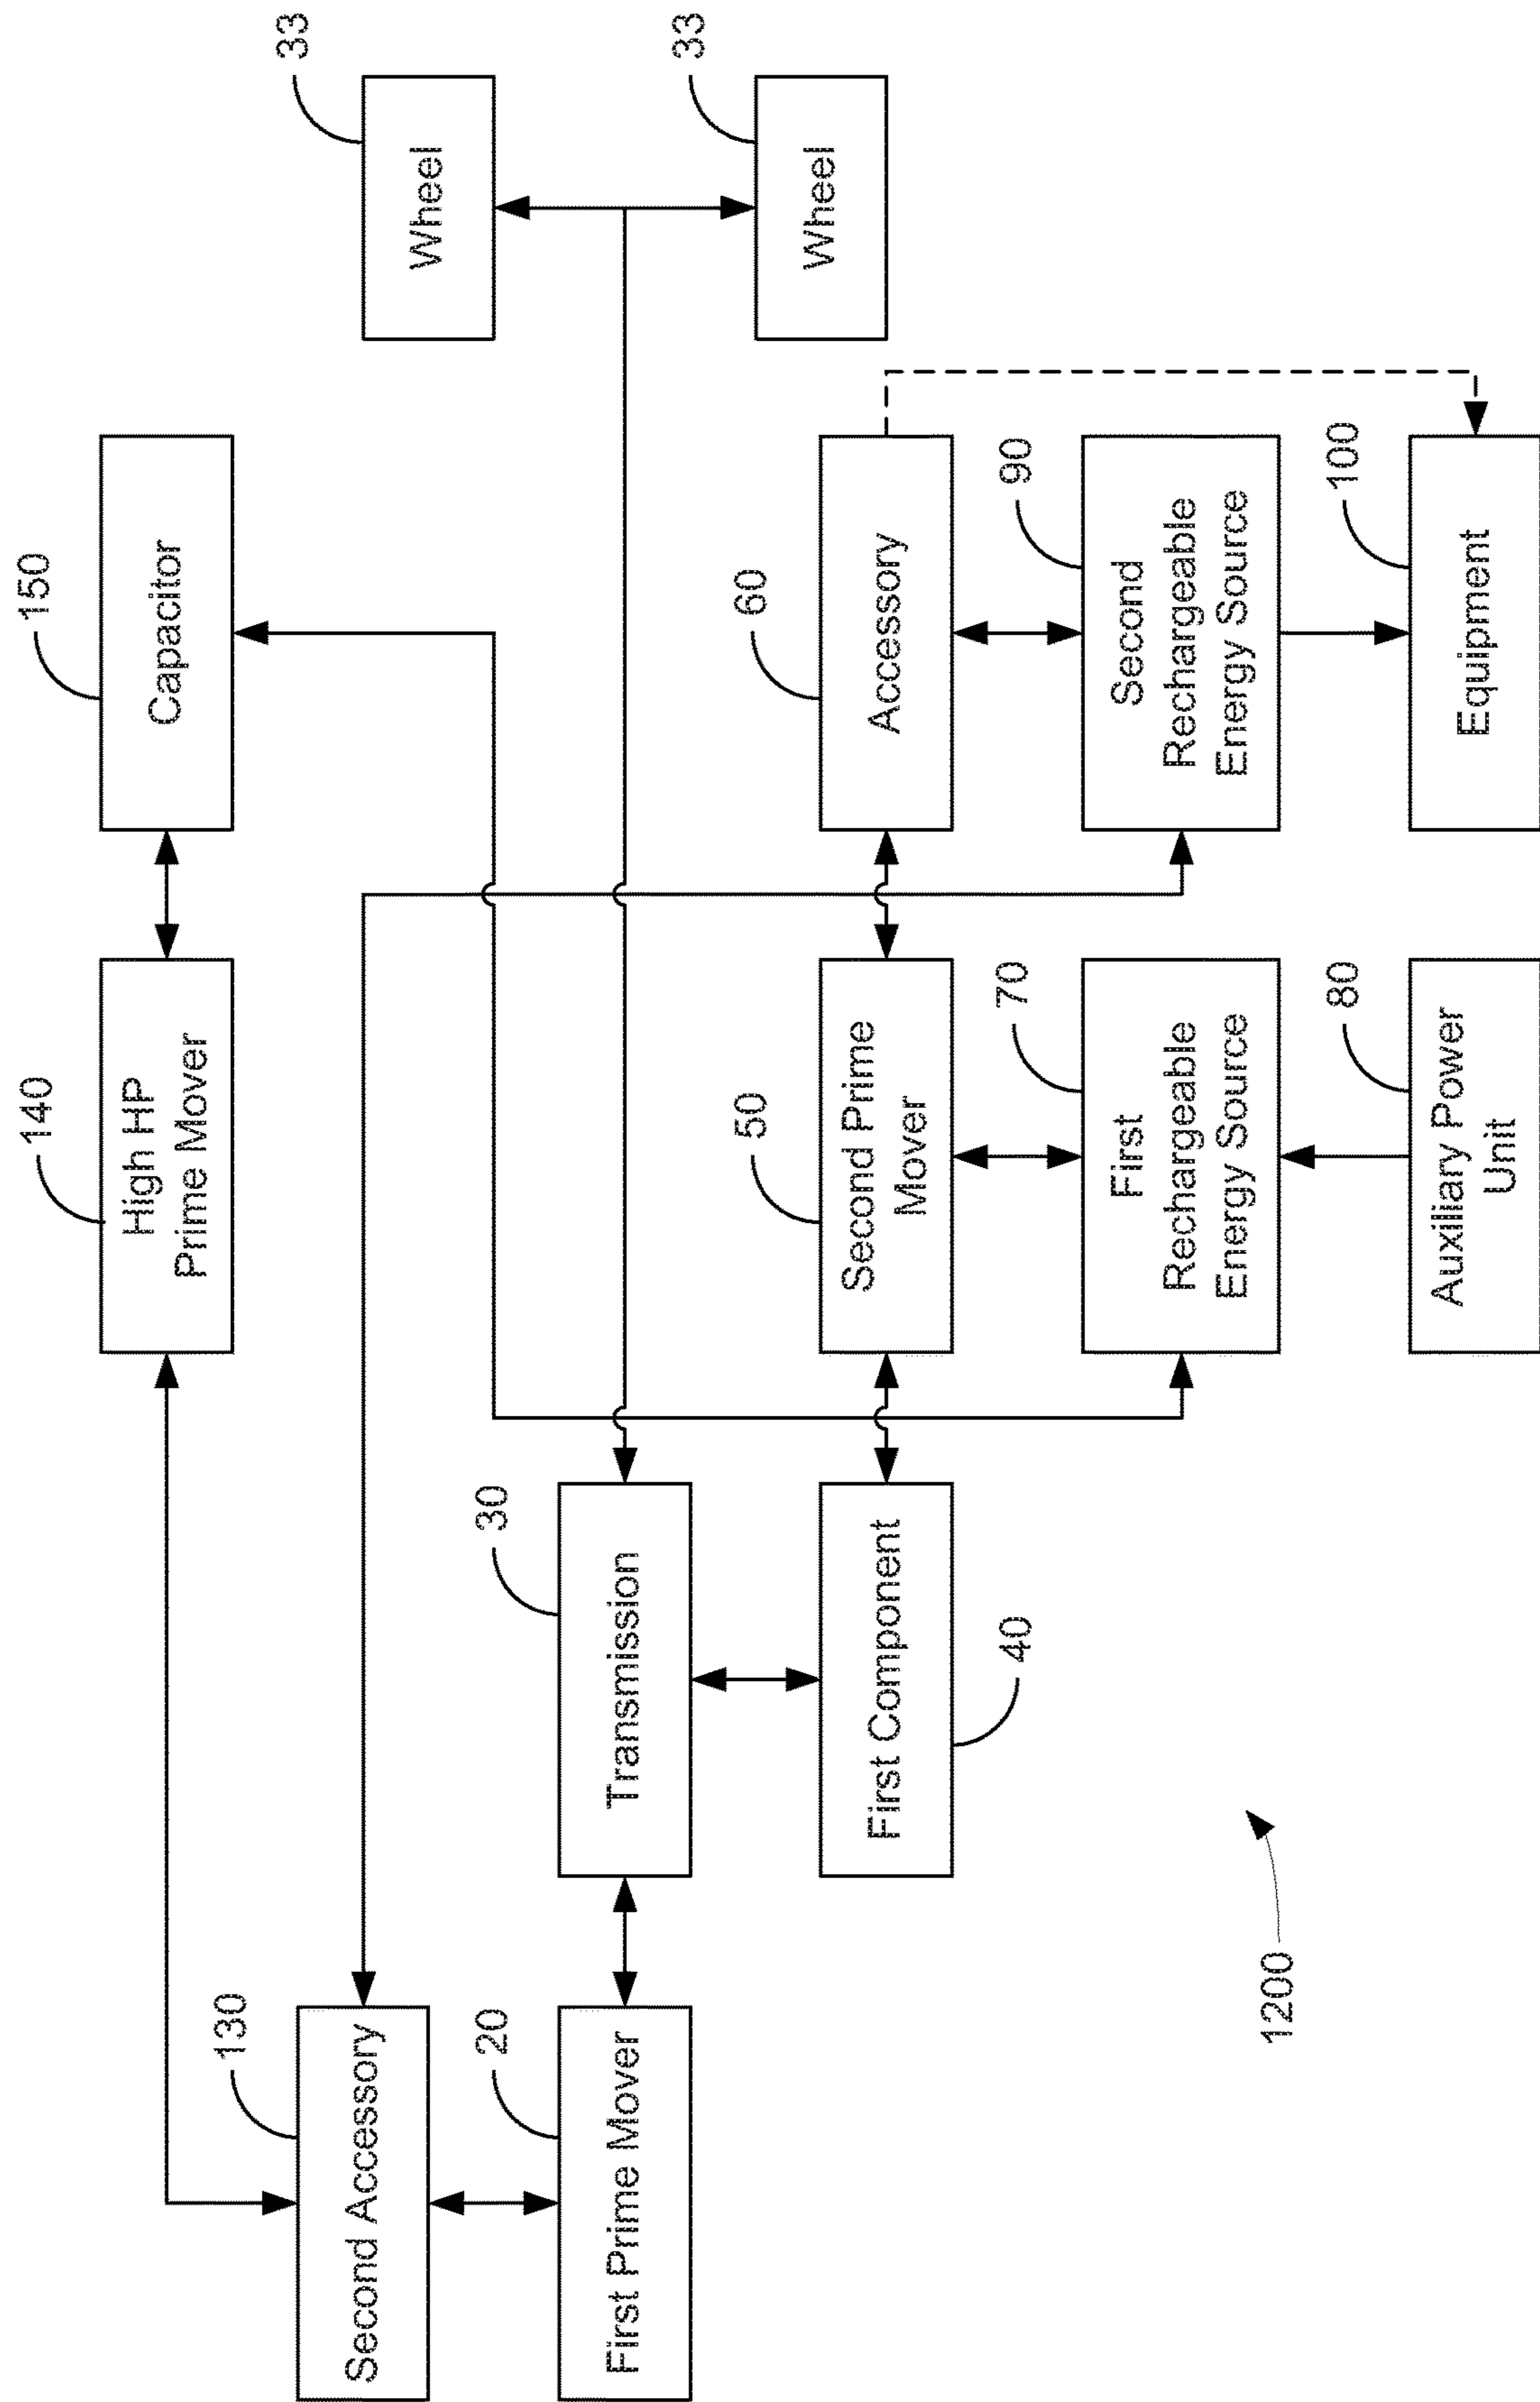 140
150
High HP
Prime Mover
Capacitor
33
130
Wheel
Second Accessory
20
30
33
First Prime Mover
Transmission
Wheel
50
60
First Component
Second Prime
Mover
Accessory
40
70
90
First
Rechargeable
Energy Source
Second
Rechargeable
Energy Source
80
100
1200
Auxiliary Power
Unit
Equipment